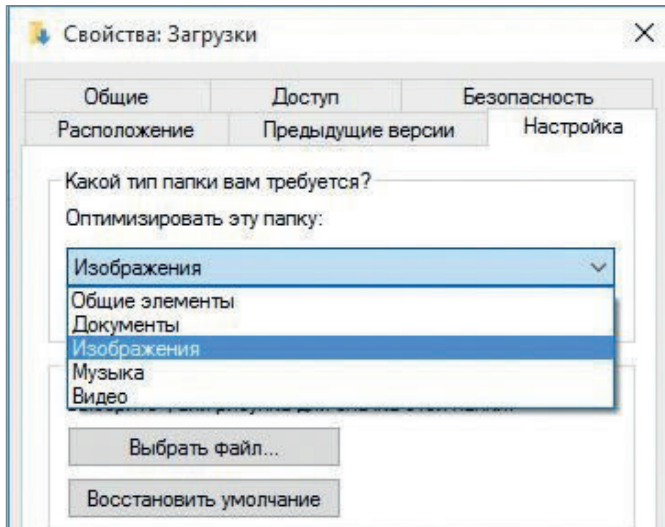 Свойства: Загрузки
Общие Доступ Безопасность
Расположение Предыдущие версии Настройка
Какой тип папки вам требуется?
Оптимизировать эту папку:
Изображения
Общие элементы
Документы
Изображения
Музыка
Видео
Выбрать файл...
Восстановить умолчание